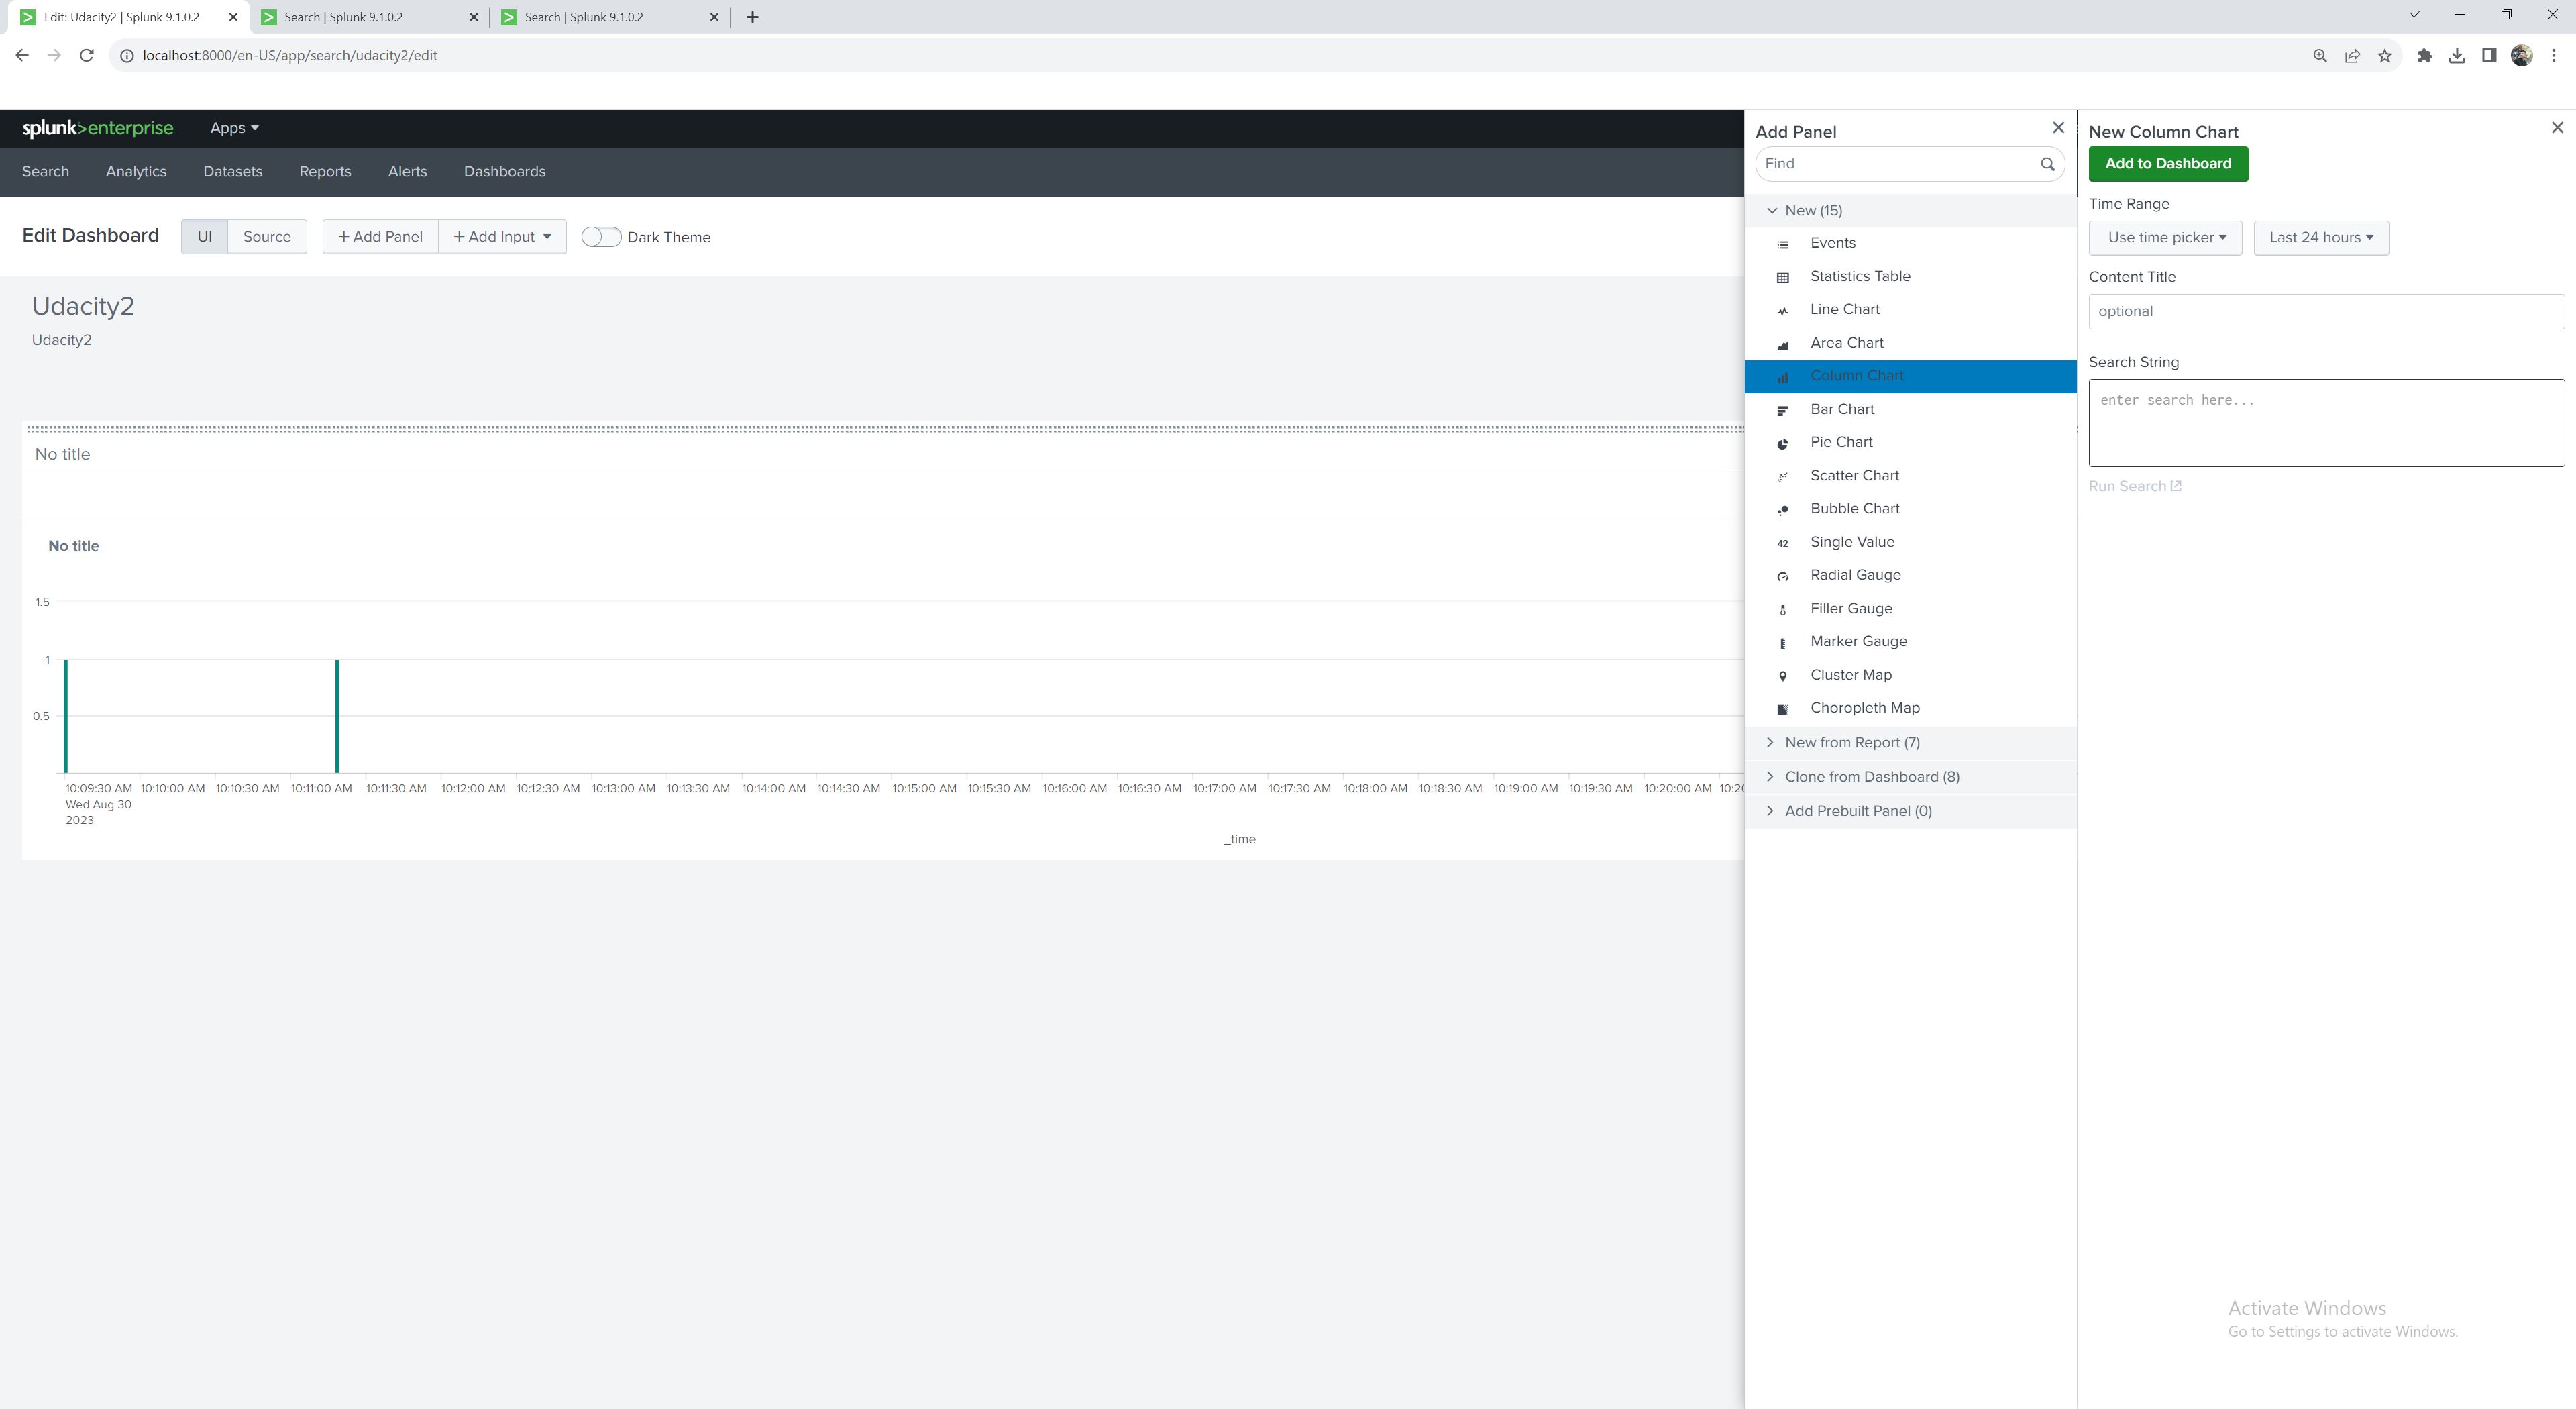 Edit: Udacity2 | Splunk 9.1.0.2
Search | Splunk 9.1.0.2
Search | Splunk 9.1.0.2
localhost:8000/en-US/app/search/udacity2/edit
splunk>enterprise
Apps
Search
Analytics
Datasets
Reports
Alerts
Dashboards
Edit Dashboard
UI
Source
+ Add Panel
+ Add Input
Dark Theme
Udacity2
Udacity2
No title
No title
1.5
1
0.5
10:09:30 AM 10:10:00 AM 10:10:30 AM 10:11:00 AM 10:11:30 AM 10:12:00 AM 10:12:30 AM 10:13:00 AM 10:13:30 AM 10:14:00 AM 10:14:30 AM 10:15:00 AM 10:15:30 AM 10:16:00 AM 10:16:30 AM 10:17:00 AM 10:17:30 AM 10:18:00 AM 10:18:30 AM 10:19:00 AM 10:19:30 AM 10:20:00 AM
Wed Aug 30
2023
_time
Add Panel
Find
New (15)
Events
Statistics Table
Line Chart
Area Chart
Column Chart
Bar Chart
Pie Chart
Scatter Chart
Bubble Chart
42 Single Value
Radial Gauge
Filler Gauge
Marker Gauge
Cluster Map
Choropleth Map
New from Report (7)
Clone from Dashboard (8)
Add Prebuilt Panel (0)
New Column Chart
Add to Dashboard
Time Range
Use time picker
Last 24 hours
Content Title
optional
Search String
enter search here...
Run Search
Activate Windows
Go to Settings to activate Windows.